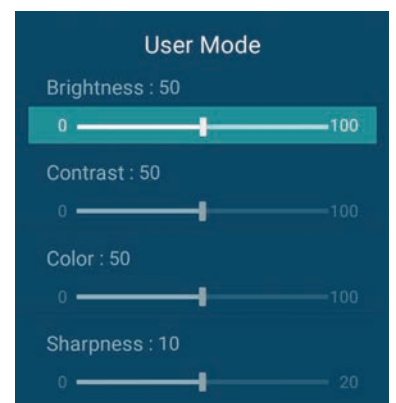 User Mode
Brightness : 50
0 100
Contrast : 50
0 100
Color : 50
0 100
Sharpness : 10
0 20